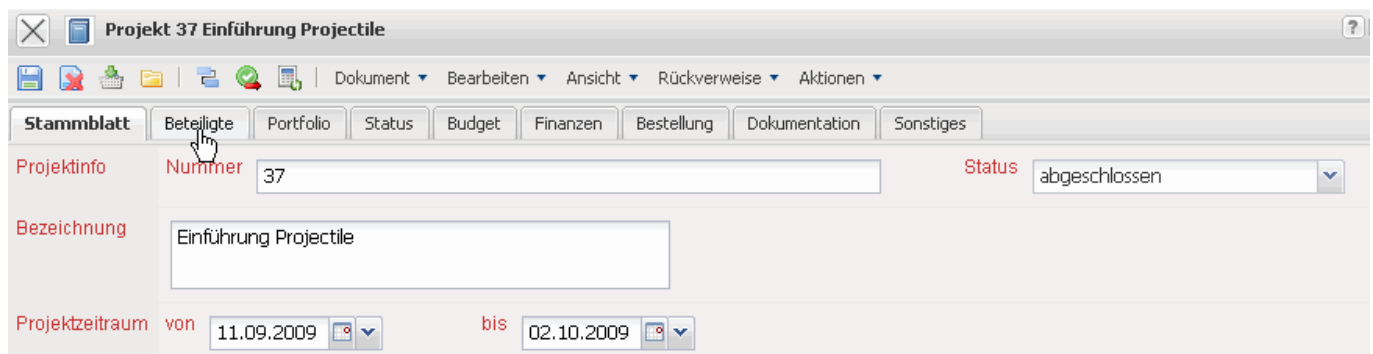 Projekt 37 Einführung Projectile ?
Dokument Bearbeiten Ansicht Rückverweise Aktionen
Stammblatt Beteiligte Portfolio Status Budget Finanzen Bestellung Dokumentation Sonstiges
Projektinfo Nummer 37 Status abgeschlossen
Bezeichnung Einführung Projectile
Projektzeitraum von 11.09.2009 bis 02.10.2009